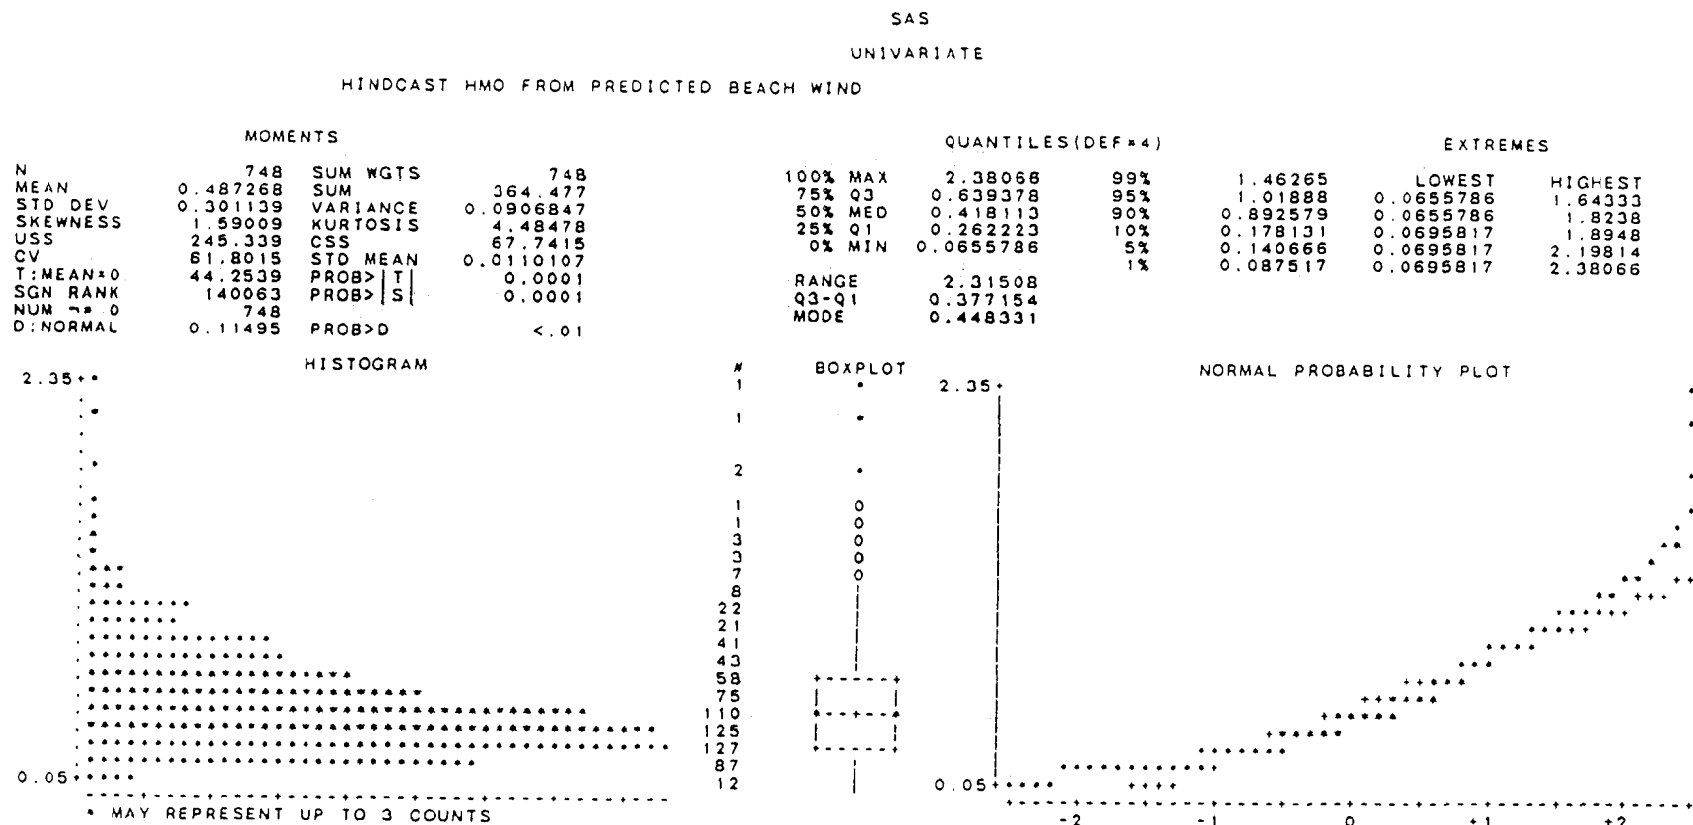 SAS
UNIVARIATE
HINDCAST HMO FROM PREDICTED BEACH WIND
MOMENTS
N 748 SUM WGTS 748
MEAN 0.487268 SUM 364.477
STD DEV 0.301139 VARIANCE 0.0906847
SKEWNESS 1.59009 KURTOSIS 4.48478
USS 245.339 CSS 67.7415
CV 61.8015 STD MEAN 0.0110107
T:MEAN=0 44.2539 PROB>|T| 0.0001
SGN RANK 140063 PROB>|S| 0.0001
NUM ¬= 0 748
D:NORMAL 0.11495 PROB>D <.01
QUANTILES(DEF=4)
100% MAX 2.38066 99% 1.46265
75% Q3 0.639378 95% 1.01888
50% MED 0.418113 90% 0.892579
25% Q1 0.262223 10% 0.178131
0% MIN 0.0655786 5% 0.140666
1% 0.087517
RANGE 2.31508
Q3-Q1 0.377154
MODE 0.448331
EXTREMES
LOWEST HIGHEST
0.0655786 1.64333
0.0655786 1.8238
0.0695817 1.8948
0.0695817 2.19814
0.0695817 2.38066
HISTOGRAM
#
BOXPLOT
2.35
1
1
2
1
1
3
3
7
8
22
21
41
43
58
75
110
125
127
87
12
0.05
* MAY REPRESENT UP TO 3 COUNTS
NORMAL PROBABILITY PLOT
2.35
0.05
-2 -1 0 +1 +2